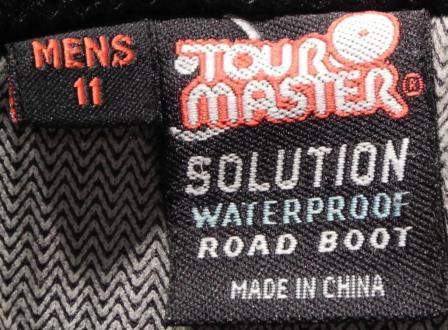 MENS
11
TOUR
MASTER®
SOLUTION
WATERPROOF
ROAD BOOT
MADE IN CHINA